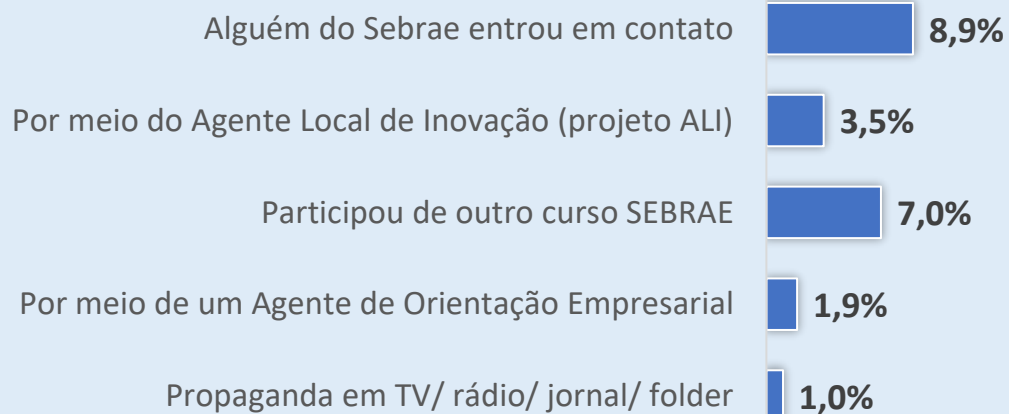 Alguém do Sebrae entrou em contato 8,9%
Por meio do Agente Local de Inovação (projeto ALI) 3,5%
Participou de outro curso SEBRAE 7,0%
Por meio de um Agente de Orientação Empresarial 1,9%
Propaganda em TV/ rádio/ jornal/ folder 1,0%